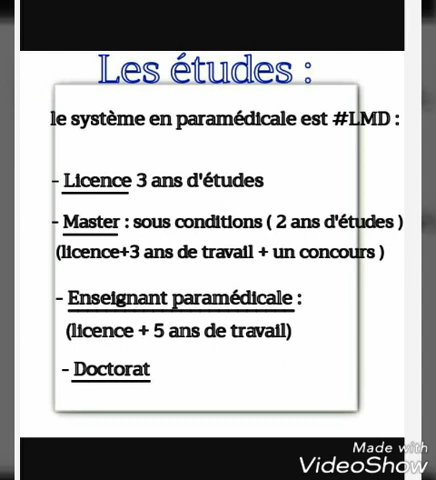 Les études :
le système en paramédicale est #LMD :
- Licence 3 ans d'études
- Master : sous conditions ( 2 ans d'études )
(licence+3 ans de travail + un concours )
- Enseignant paramédicale :
(licence + 5 ans de travail)
- Doctorat
Made with
VideoShow